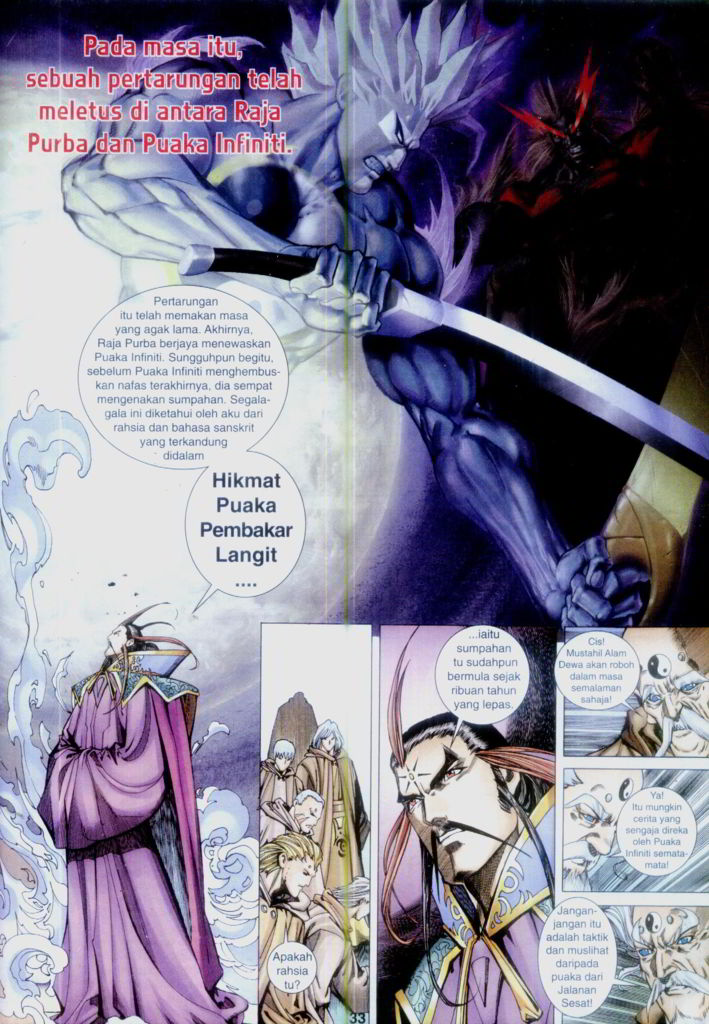 Pada masa itu,
sebuah pertarungan telah
meletus di antara Raja
Purba dan Puaka Infiniti.
Pertarungan
itu telah memakan masa
yang agak lama. Akhirnya,
Raja Purba berjaya menewaskan
Puaka Infiniti. Sungguhpun begitu,
sebelum Puaka Infiniti menghembus-
kan nafas terakhirnya, dia sempat
mengenakan sumpahan. Segala-
gala ini diketahui oleh aku dari
rahsia dan bahasa sanskrit
yang terkandung
didalam
Hikmat
Puaka
Pembakar
Langit
....
Apakah
rahsia
itu?
...iaitu
sumpahan
tu sudahpun
bermula sejak
ribuan tahun
yang lepas.
Cis!
Mustahil Alam
Dewa akan roboh
dalam masa
semalaman
sahaja!
Ya!
Itu mungkin
cerita yang
sengaja direka
oleh Puaka
Infiniti semata-
mata!
Jangan-
jangan itu
adalah taktik
dan muslihat
daripada
puaka dari
Jalanan
Sesat!
33